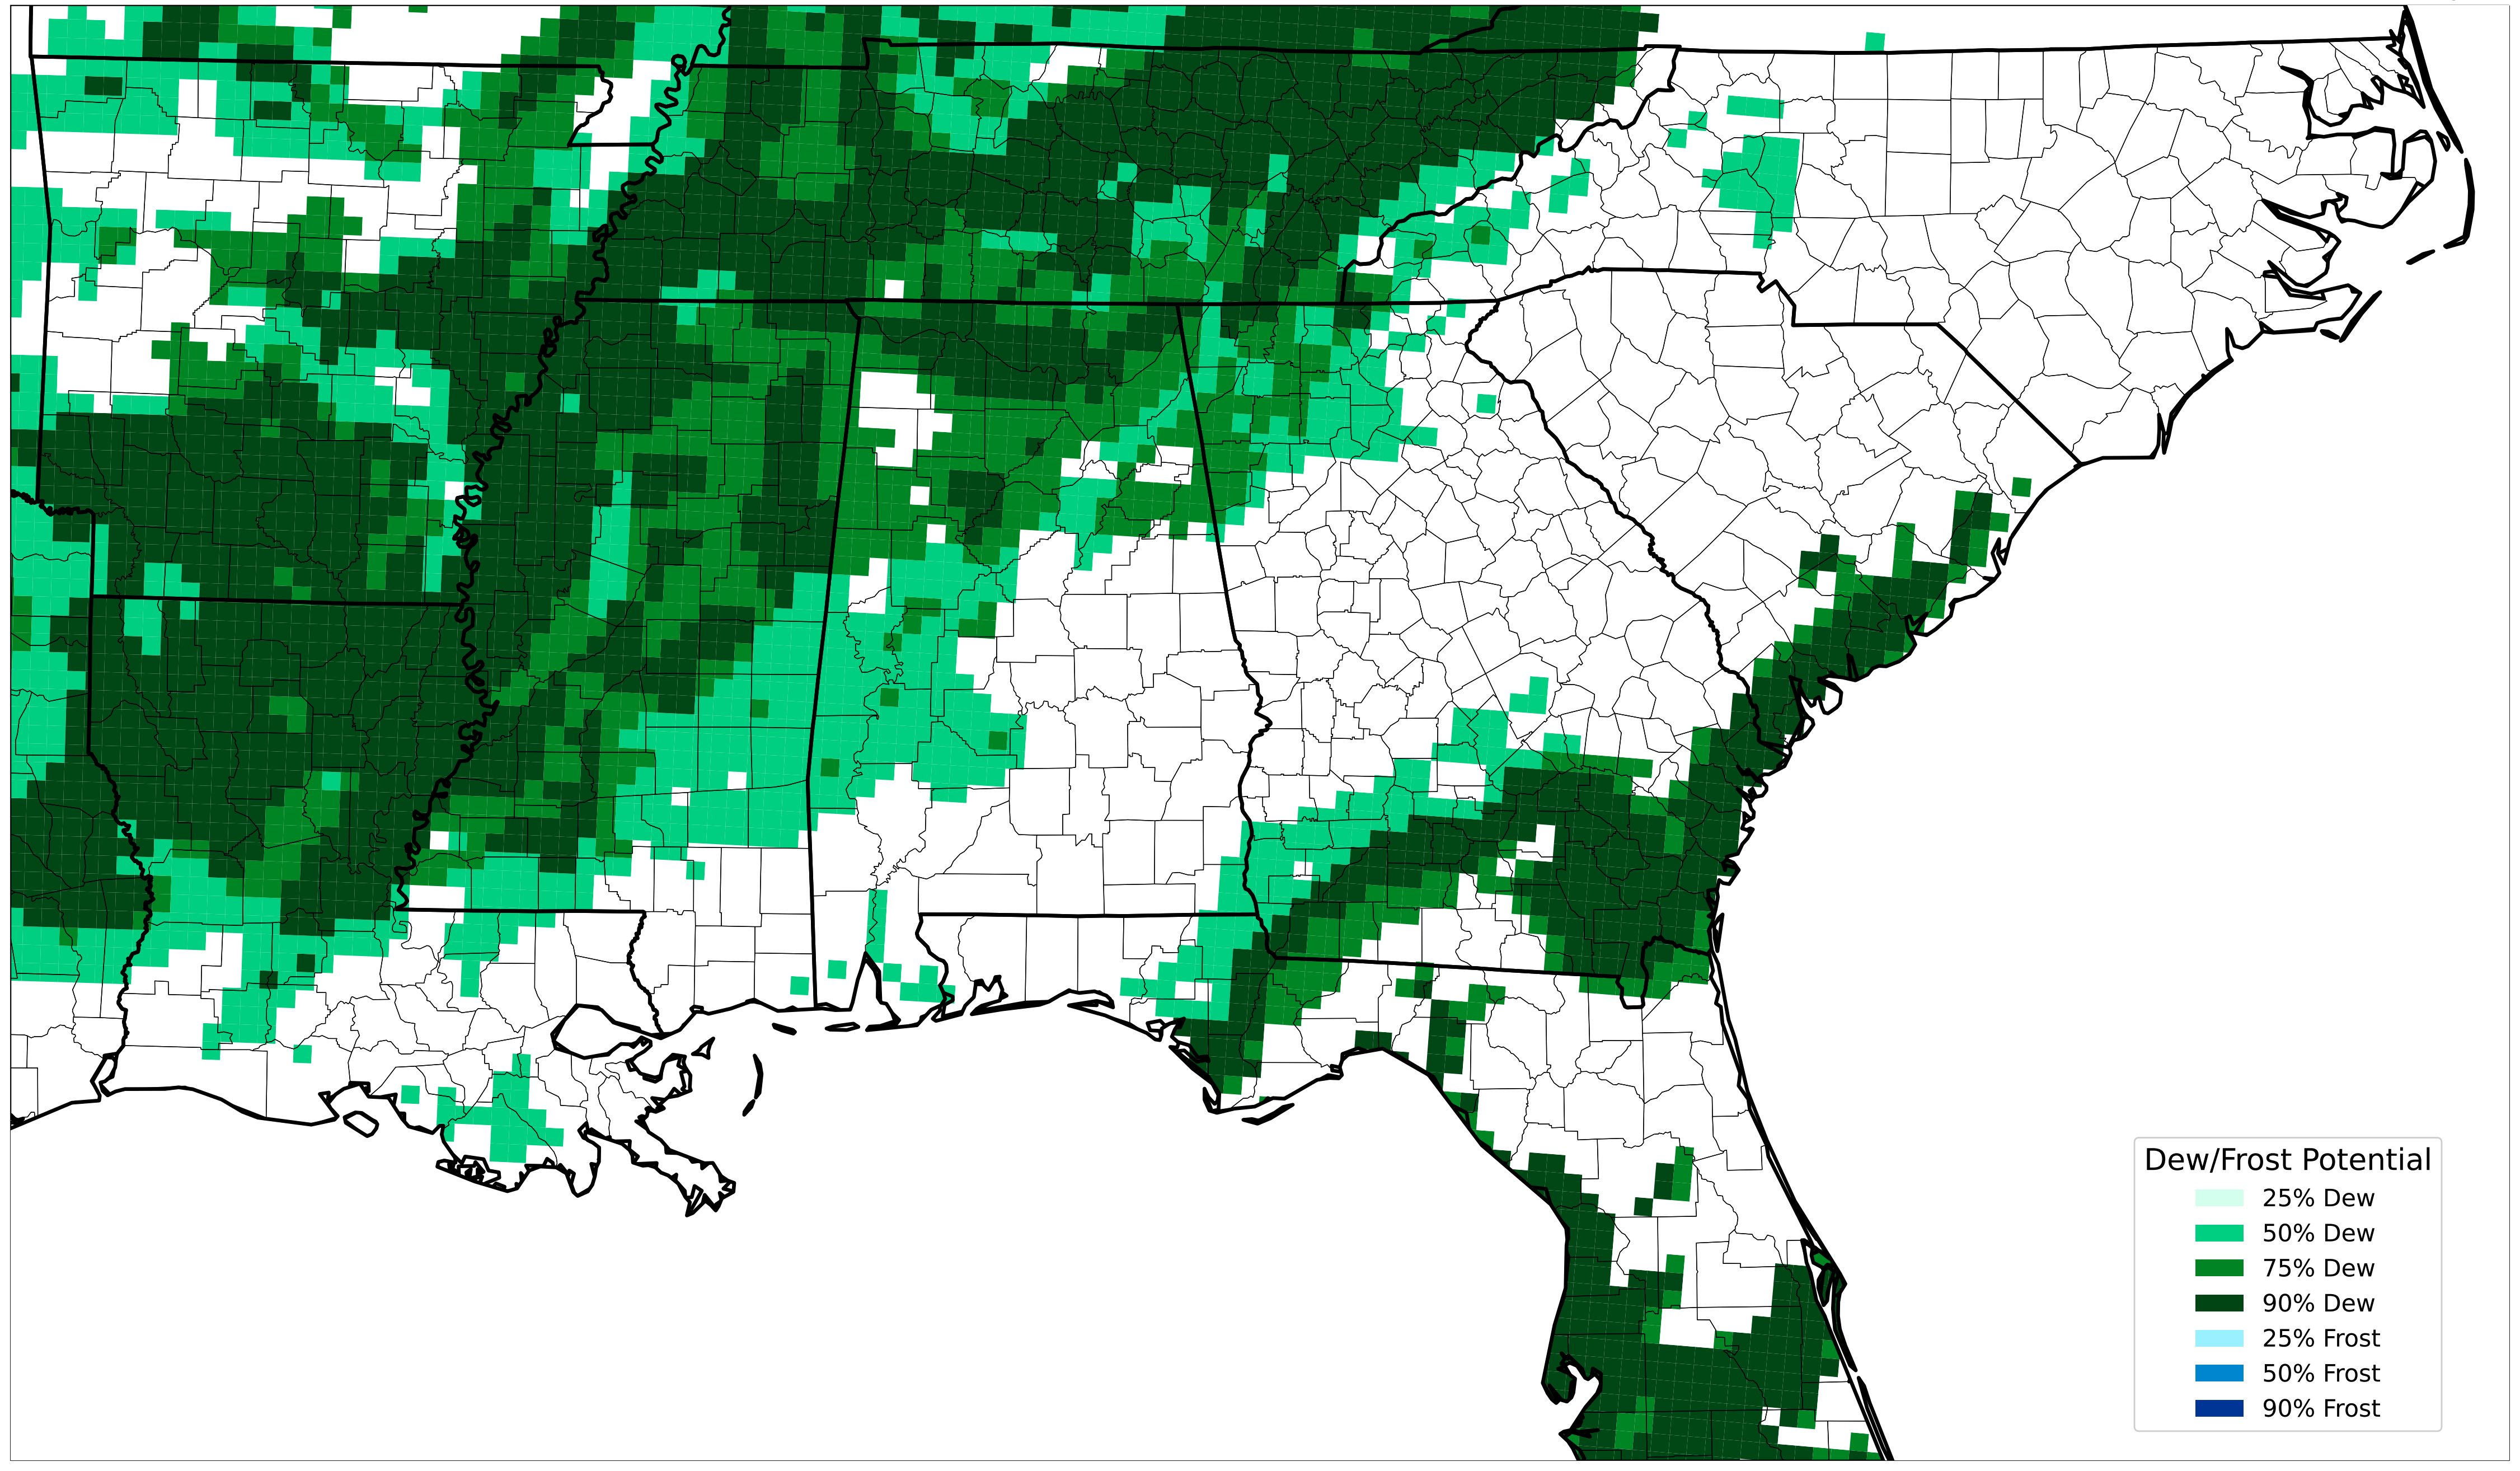 Dew/Frost Potential
25% Dew
50% Dew
75% Dew
90% Dew
25% Frost
50% Frost
90% Frost